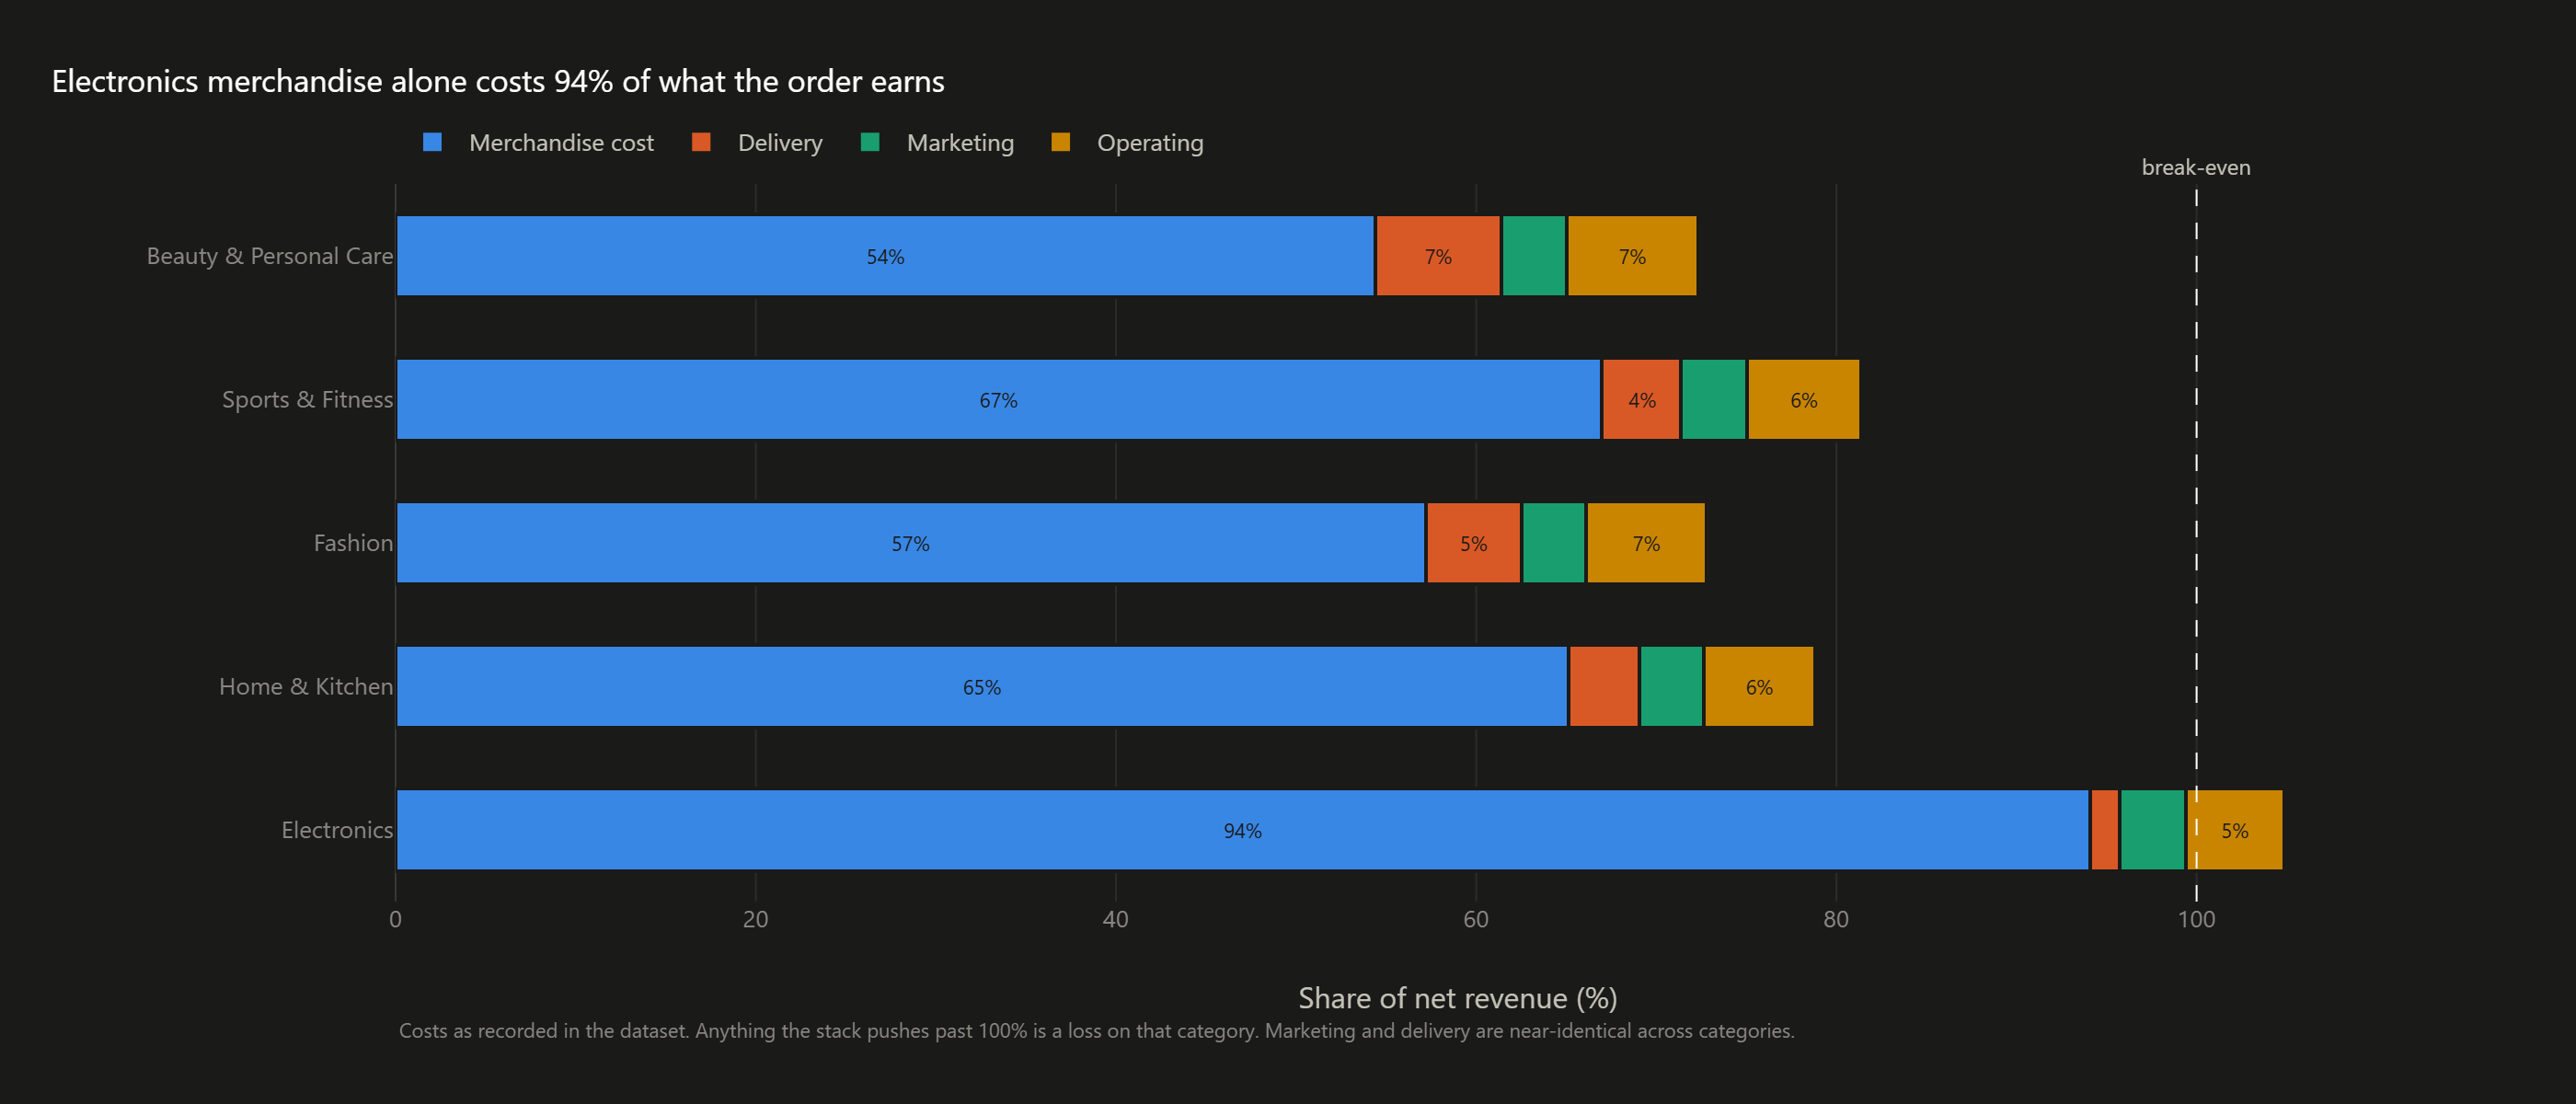 Electronics merchandise alone costs 94% of what the order earns
Merchandise cost Delivery Marketing Operating
break-even
Beauty & Personal Care 54% 7% 7%
Sports & Fitness 67% 4% 6%
Fashion 57% 5% 7%
Home & Kitchen 65% 6%
Electronics 94% 5%
0 20 40 60 80 100
Share of net revenue (%)
Costs as recorded in the dataset. Anything the stack pushes past 100% is a loss on that category. Marketing and delivery are near-identical across categories.